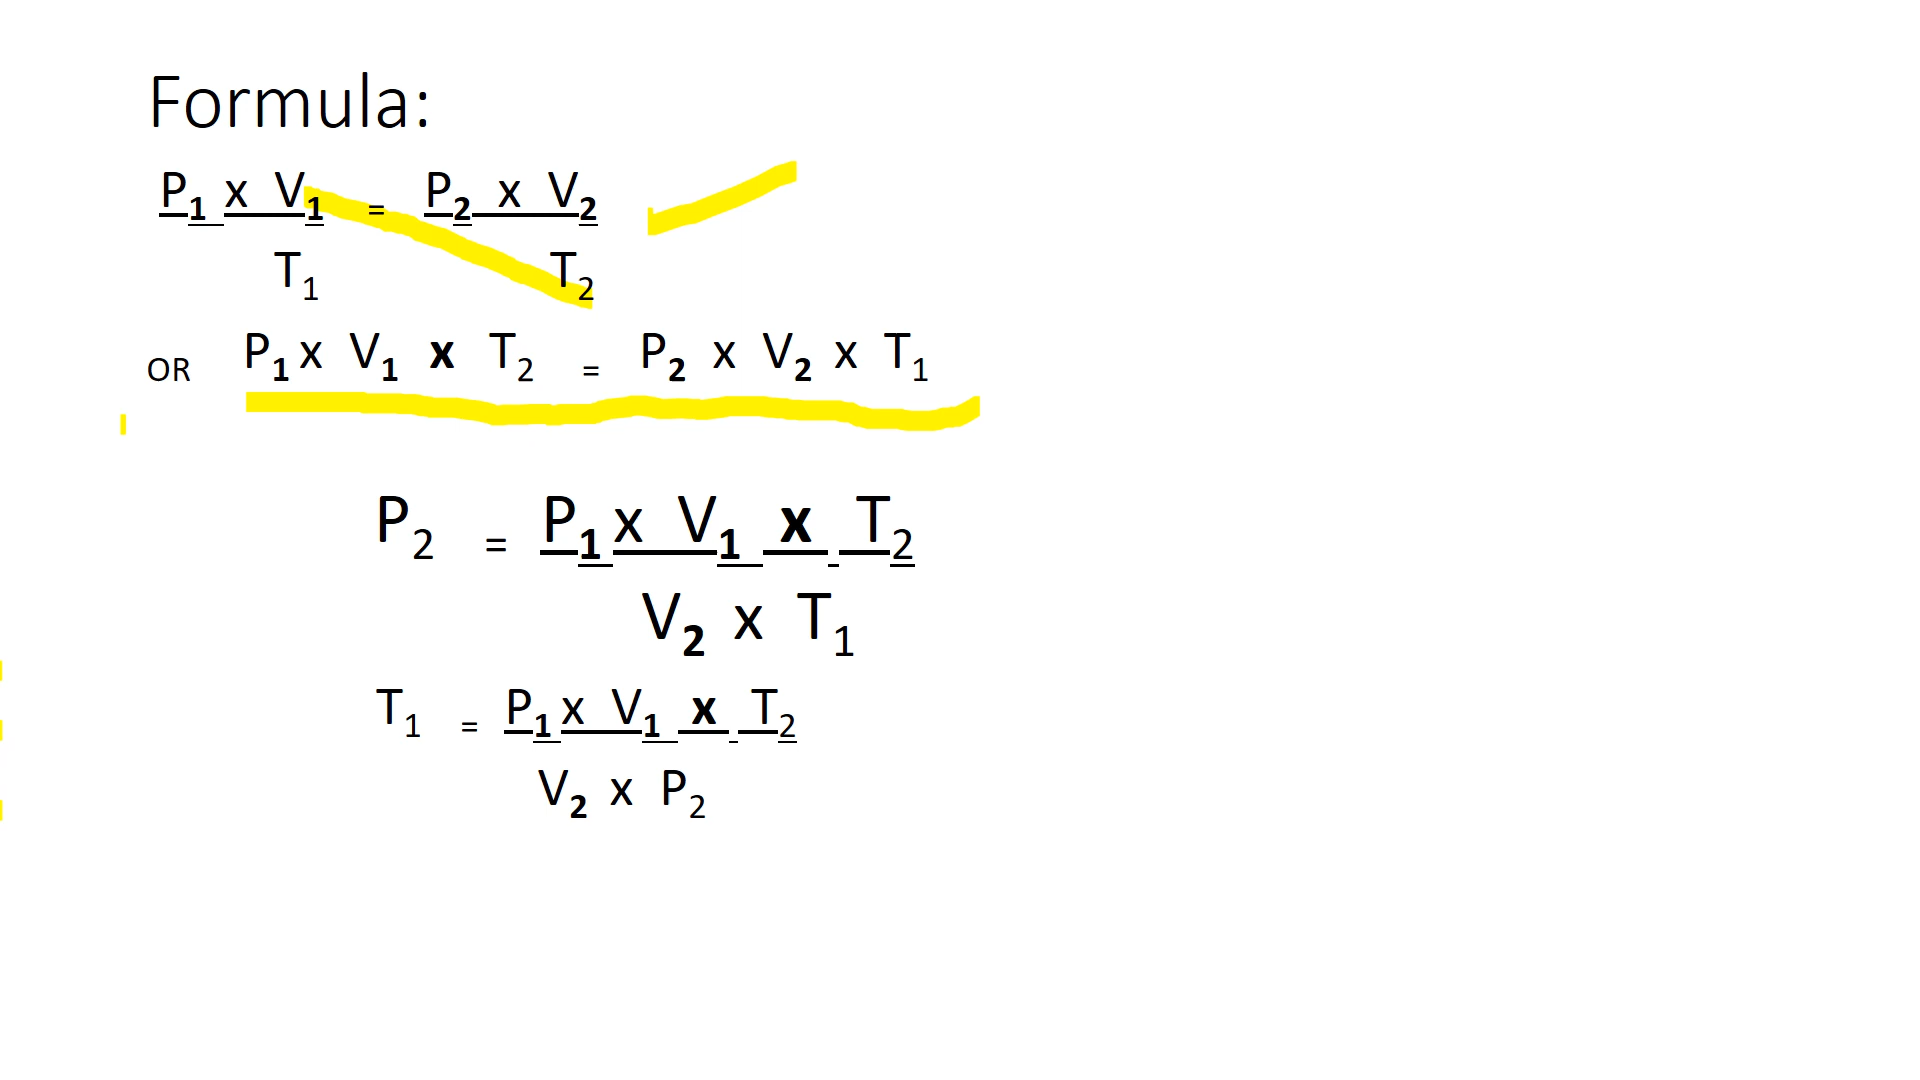 Formula:
P₁ x V₁ = P₂ x V₂
T₁ T₂
OR P₁ x V₁ x T₂ = P₂ x V₂ x T₁
P₂ = P₁ x V₁ x T₂
V₂ x T₁
T₁ = P₁ x V₁ x T₂
V₂ x P₂